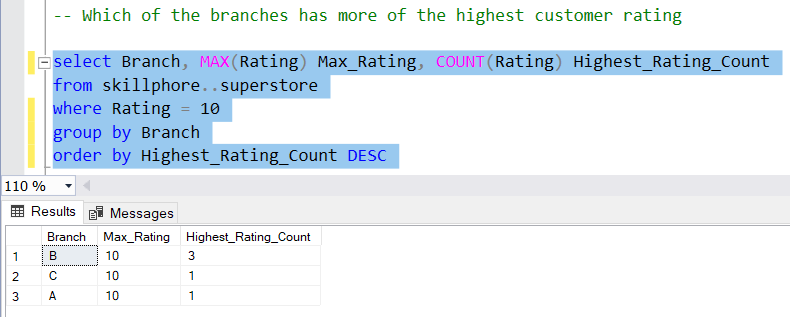 -- Which of the branches has more of the highest customer rating
select Branch, MAX(Rating) Max_Rating, COUNT(Rating) Highest_Rating_Count
from skillphore..superstore
where Rating = 10
group by Branch
order by Highest_Rating_Count DESC
110 %
Results Messages
Branch Max_Rating Highest_Rating_Count
1 B 10 3
2 C 10 1
3 A 10 1